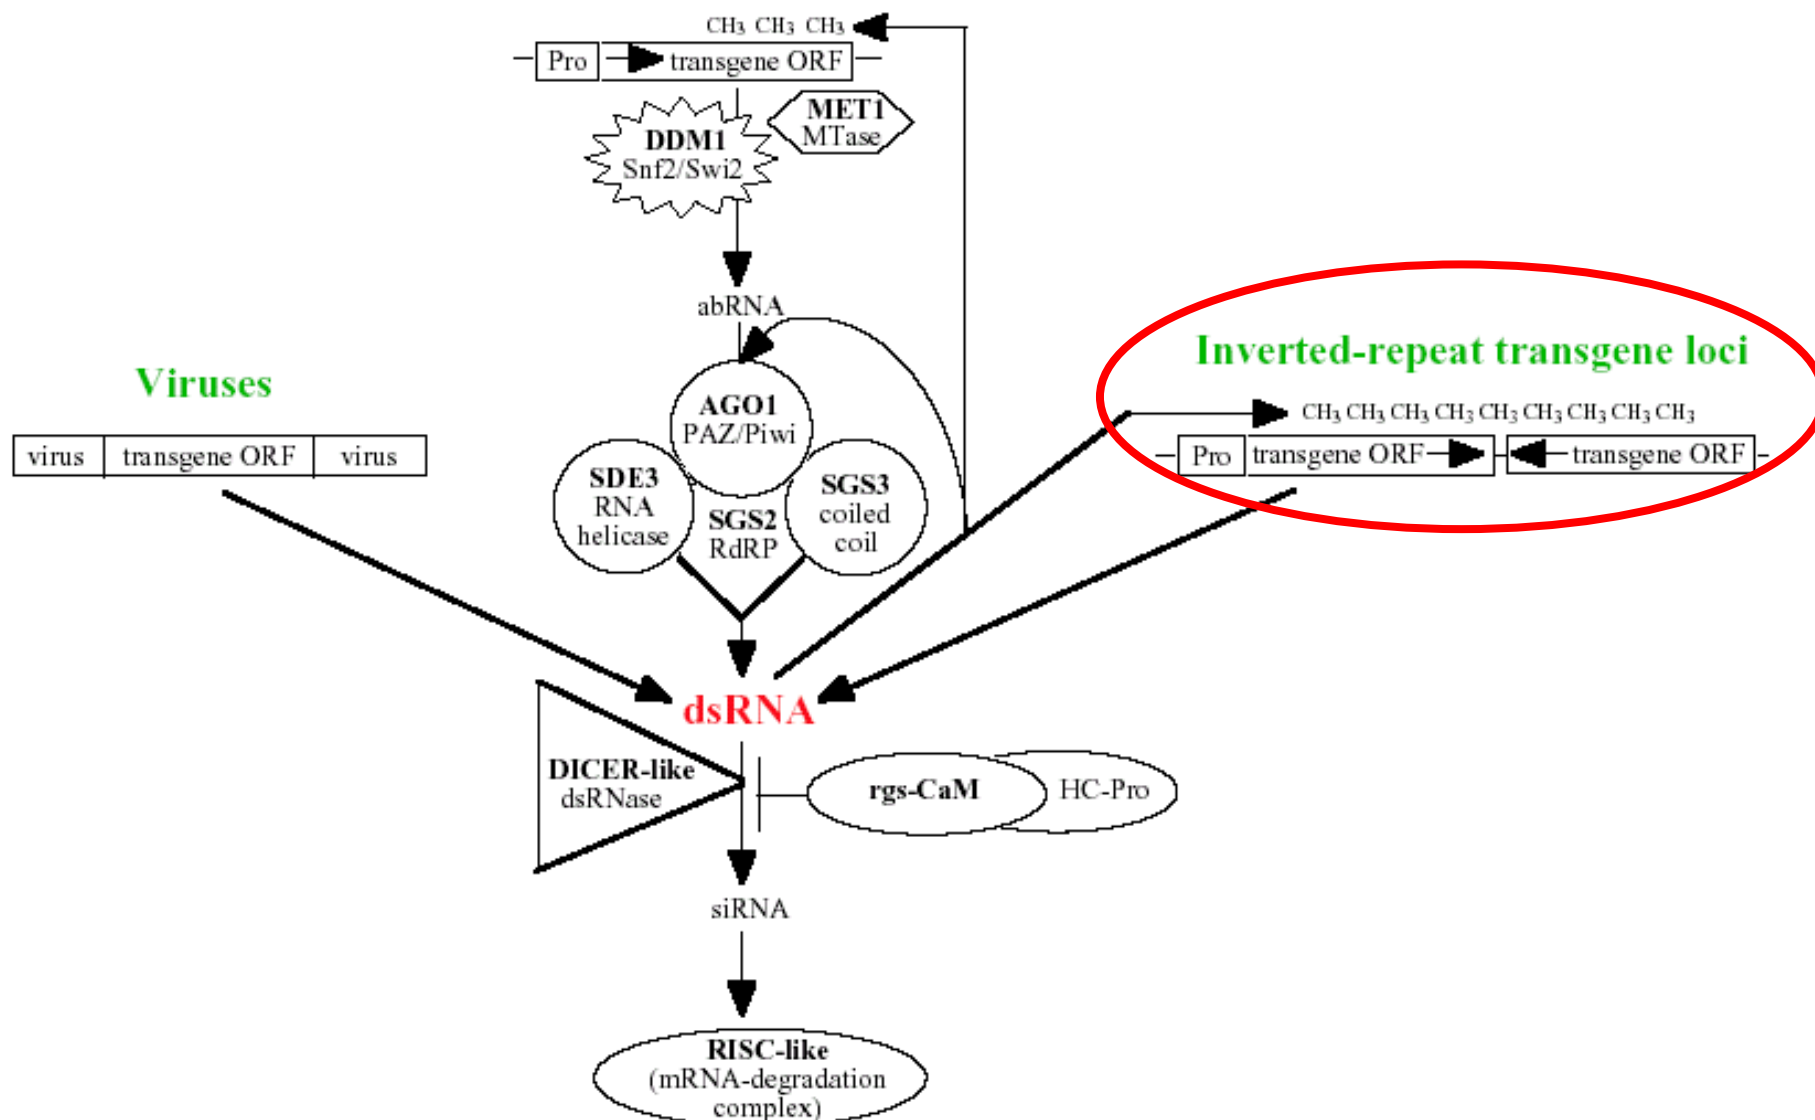 CH3 CH3 CH3
Pro transgene ORF
MET1
MTase
DDM1
Snf2/Swi2
abRNA
Viruses
virus transgene ORF virus
AGO1
PAZ/Piwi
SDE3
RNA
helicase
SGS2
RdRP
SGS3
coiled
coil
Inverted-repeat transgene loci
CH3 CH3 CH3 CH3 CH3 CH3 CH3 CH3 CH3
Pro transgene ORF transgene ORF
dsRNA
DICER-like
dsRNase
rgs-CaM
HC-Pro
siRNA
RISC-like
(mRNA-degradation
complex)